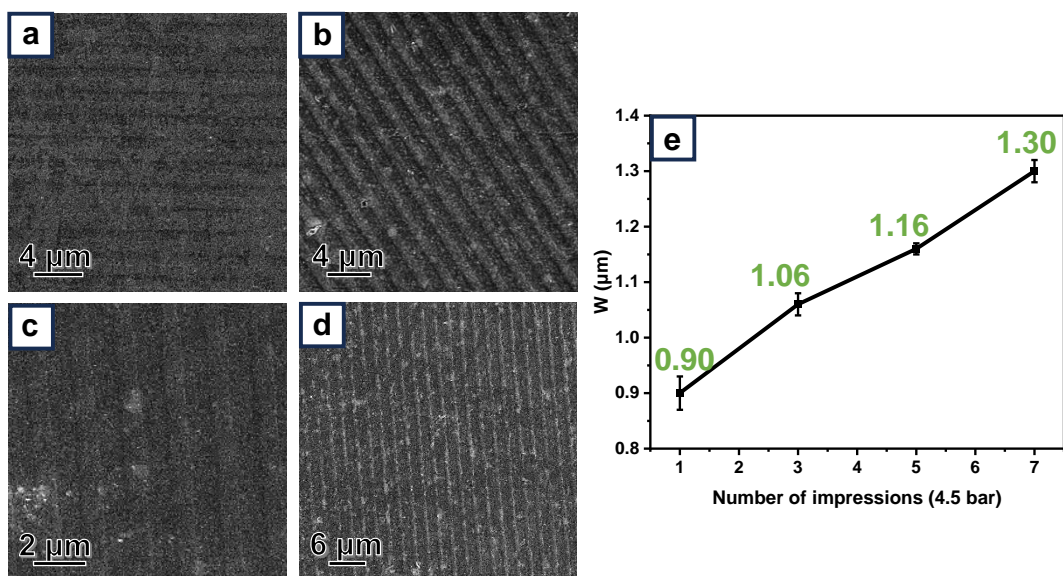 a
4 µm
b
4 µm
c
2 µm
d
6 µm
e
1.4
1.3
1.2
1.1
1.0
0.9
0.8
W (µm)
0.90
1.06
1.16
1.30
1 2 3 4 5 6 7
Number of impressions (4.5 bar)